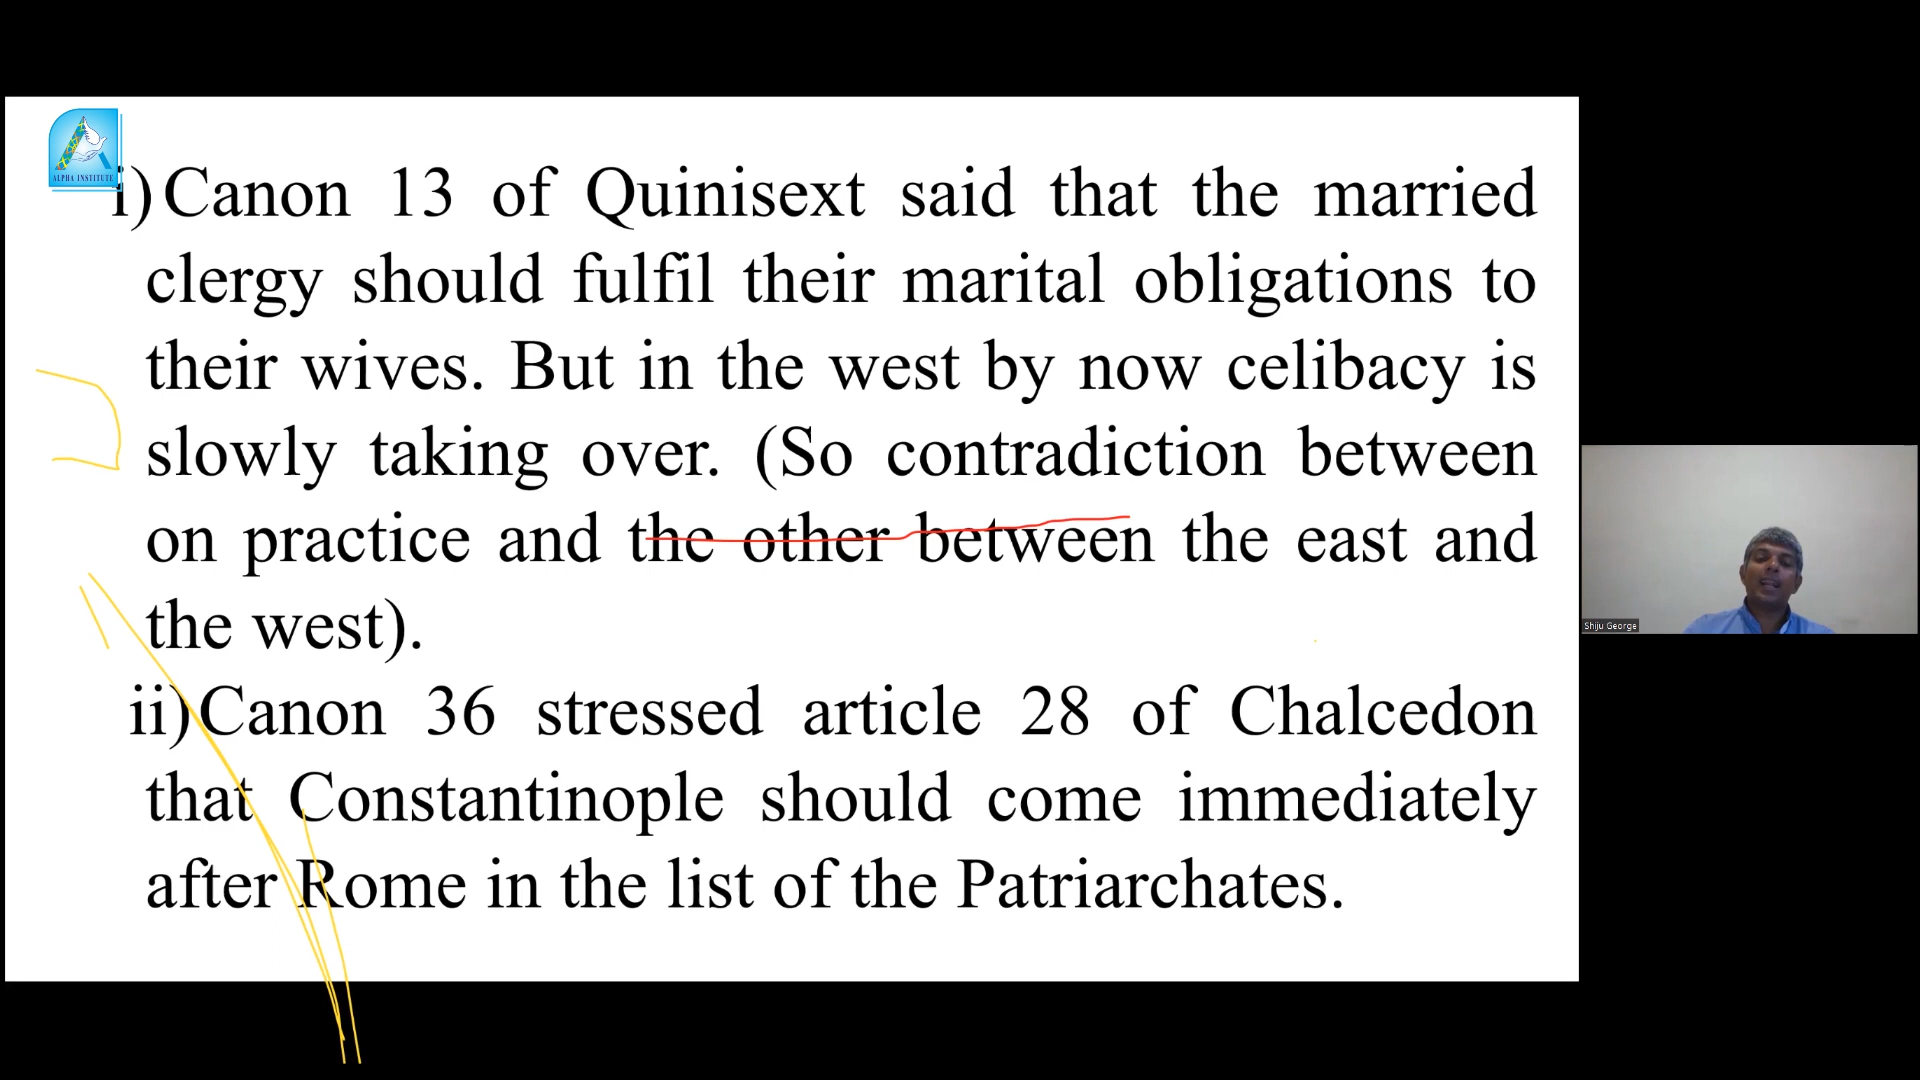 ALPHA INSTITUTE
i) Canon 13 of Quinisext said that the married
clergy should fulfil their marital obligations to
their wives. But in the west by now celibacy is
slowly taking over. (So contradiction between
on practice and the other between the east and
the west).
ii) Canon 36 stressed article 28 of Chalcedon
that Constantinople should come immediately
after Rome in the list of the Patriarchates.
Shiju George